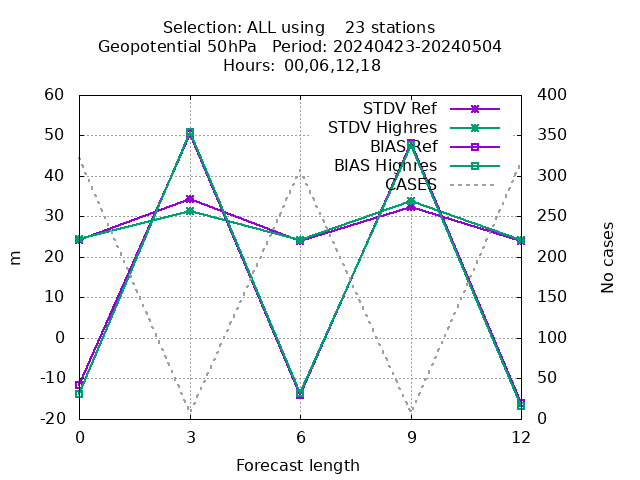 Selection: ALL using    23 stations
Geopotential 50hPa   Period: 20240423-20240504
Hours: 00,06,12,18
60
50
40
30
20
10
0
-10
-20
m
400
350
300
250
200
150
100
50
0
No cases
STDV Ref
STDV Highres
BIAS Ref
BIAS Highres
CASES
0 3 6 9 12
Forecast length